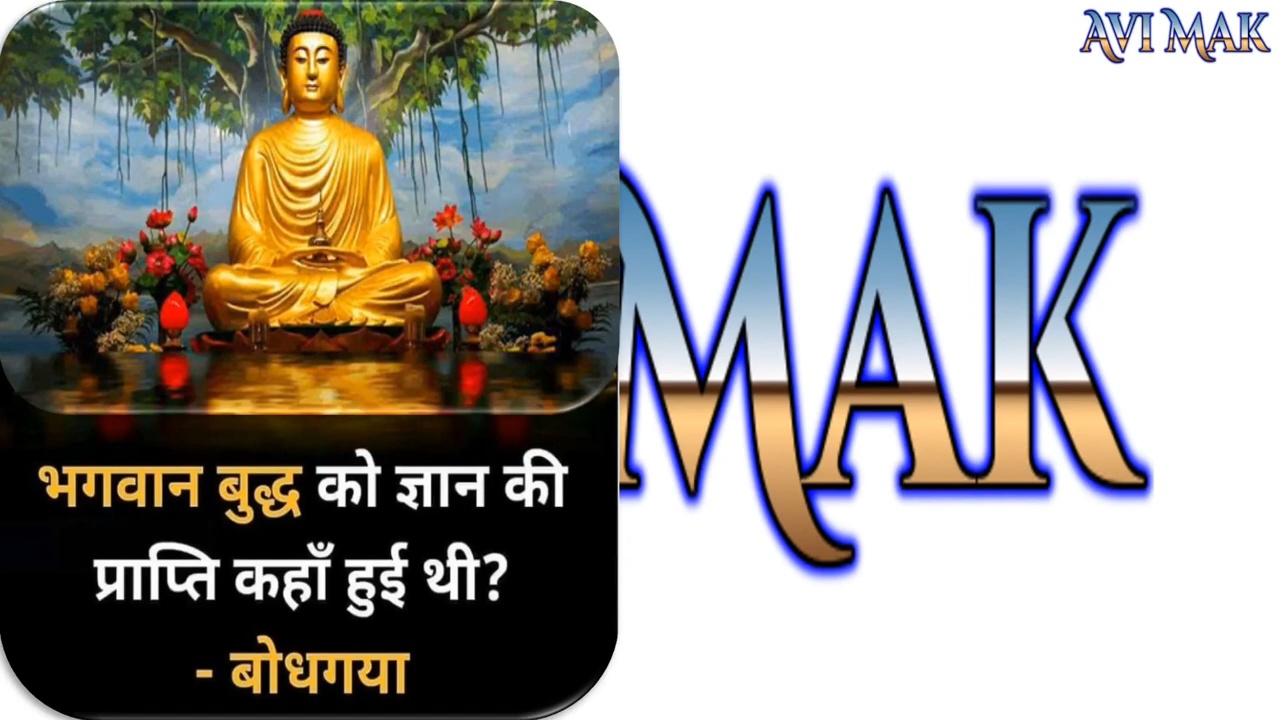 AVI MAK
MAK
भगवान बुद्ध को ज्ञान की
प्राप्ति कहाँ हुई थी?
- बोधगया